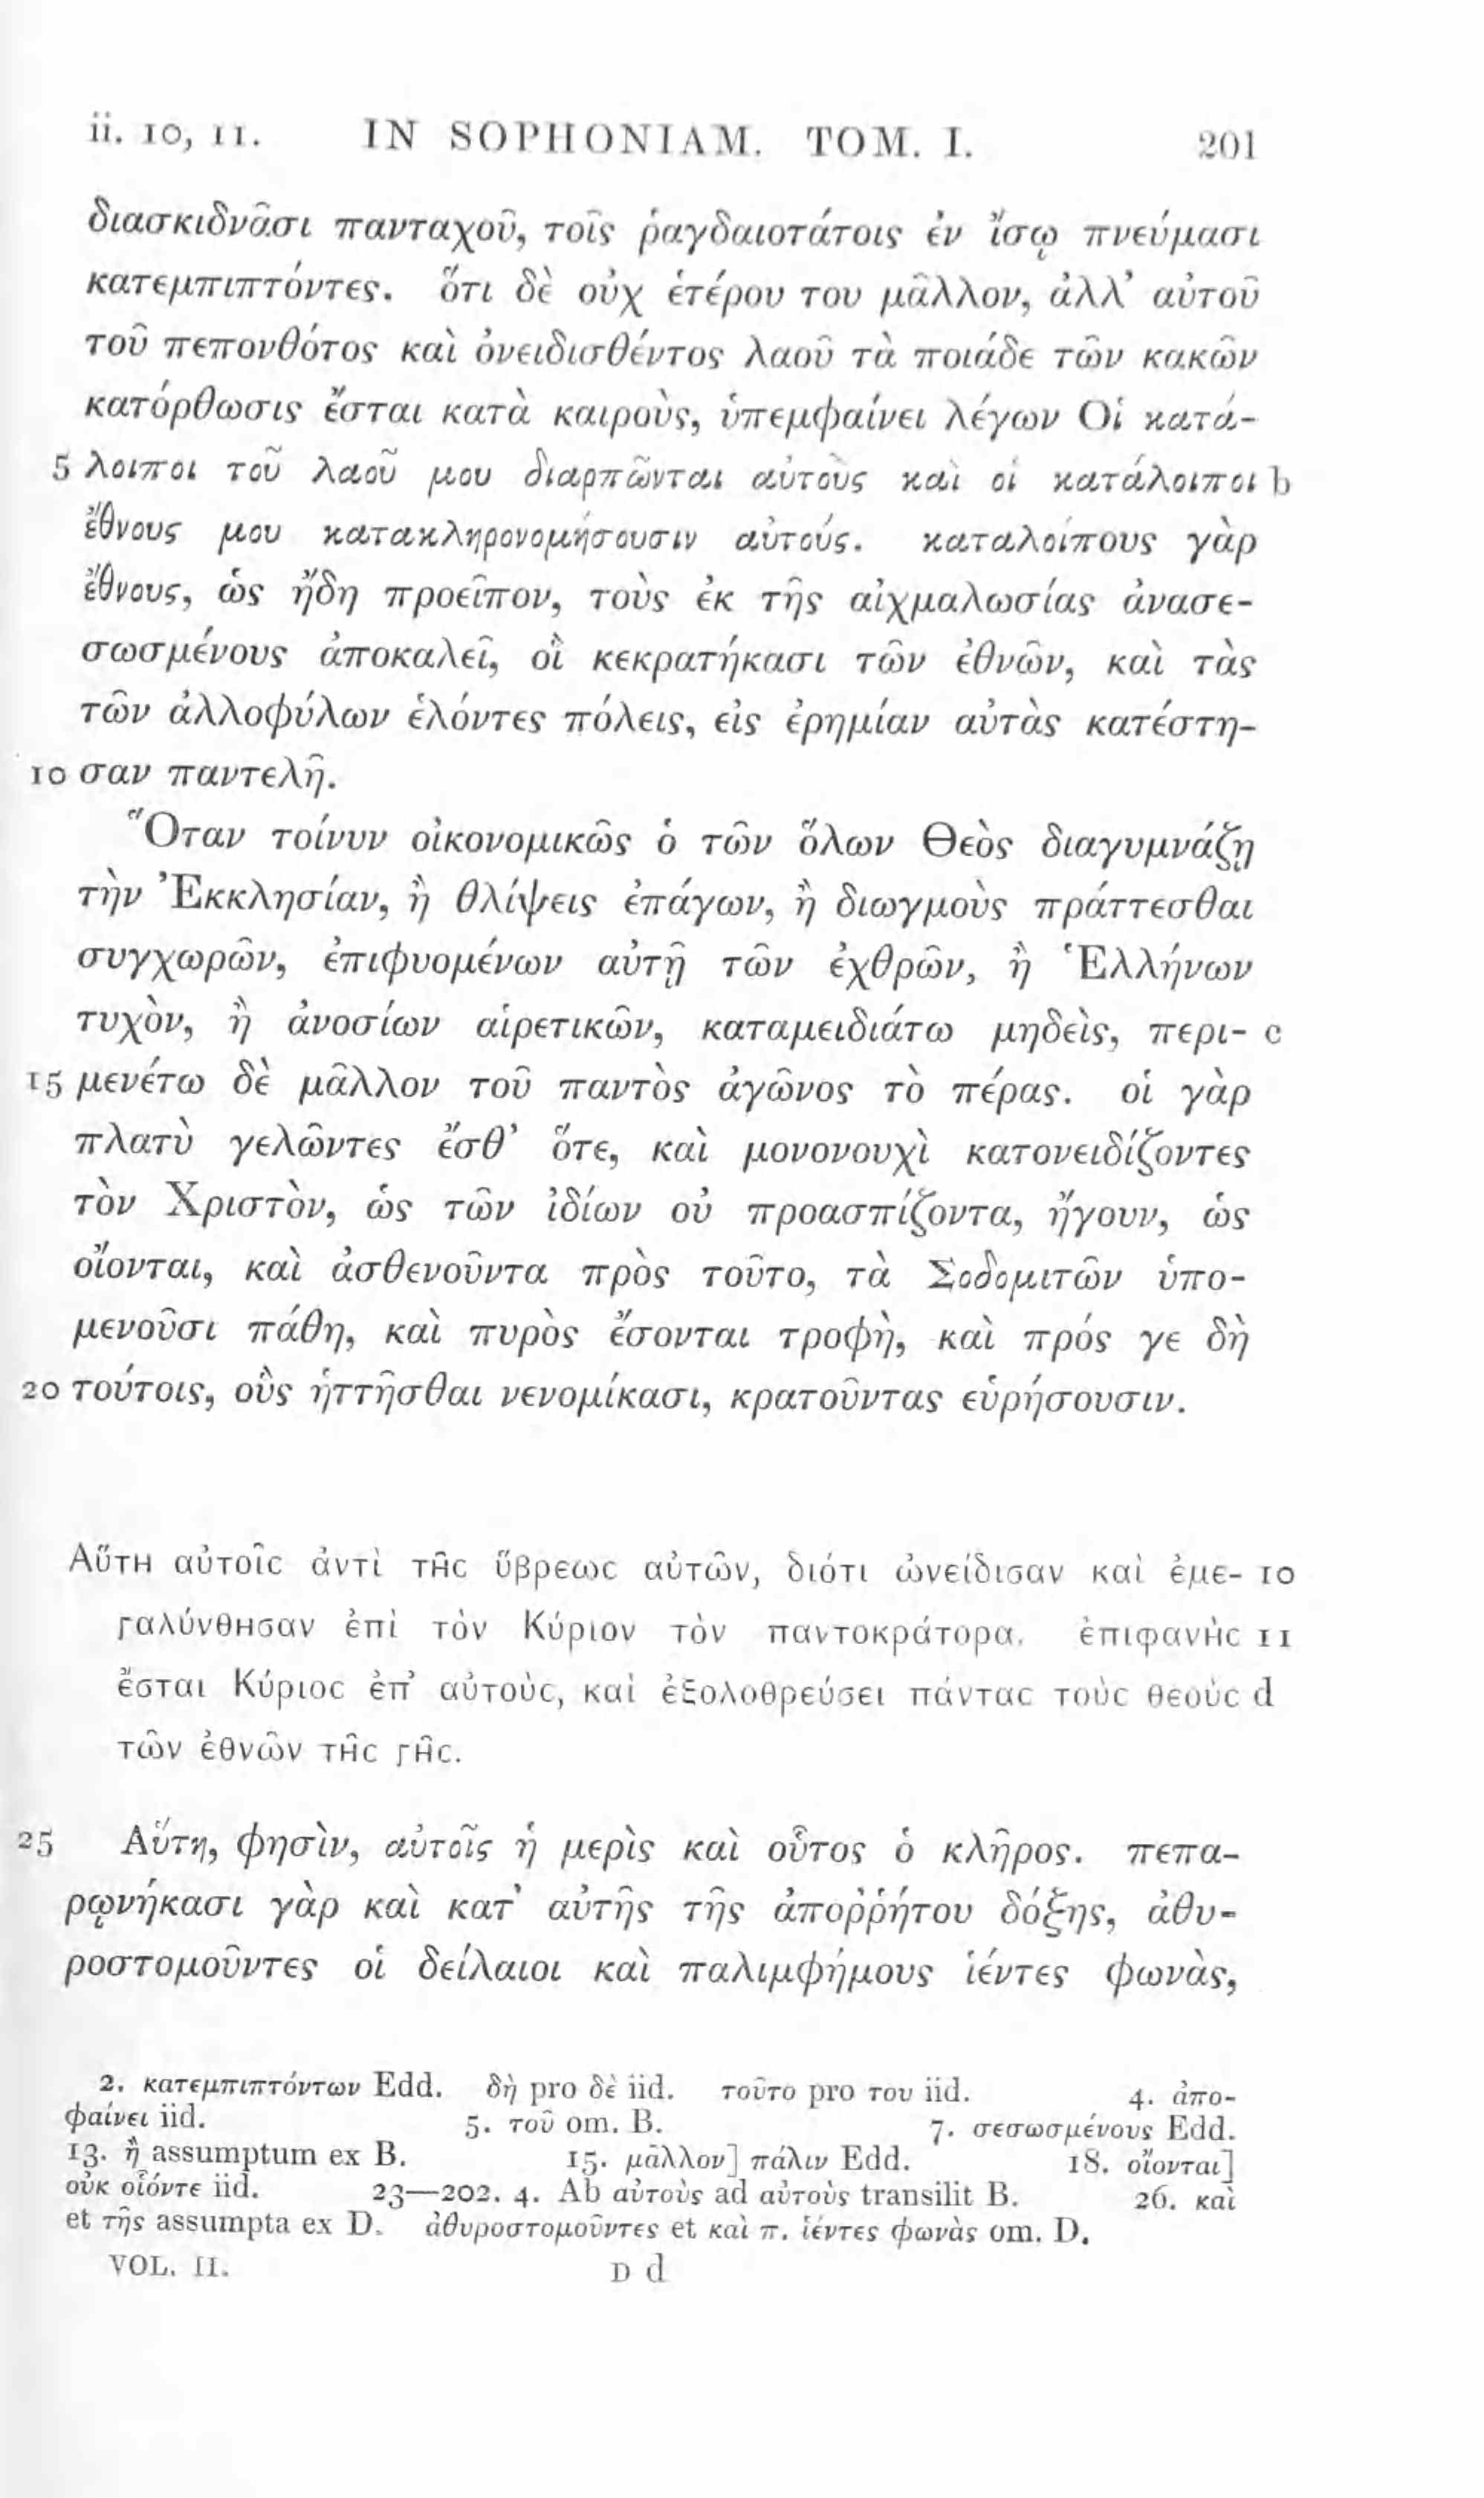 ii. 10, 11. IN SOPHONIAM. TOM. I. 201
διασκιδνᾶσι πανταχοῦ, τοῖς ῥαγδαιοτάτοις ἐν ἴσῳ πνεύμασι
κατεμπιπτόντες. ὅτι δὲ οὐχ ἑτέρου του μᾶλλον, ἀλλ’ αὐτοῦ
τοῦ πεπονθότος καὶ ὀνειδισθέντος λαοῦ τὰ ποιάδε τῶν κακῶν
κατόρθωσις ἔσται κατὰ καιροὺς, ὑπεμφαίνει λέγων Οἱ κατά-
5 λοιποι τοῦ λαοῦ μου διαρπῶνται αὐτοὺς καὶ οἱ κατάλοιποι b
ἔθνους μου κατακληρονομήσουσιν αὐτούς. καταλοίπους γὰρ
ἔθνους, ὡς ἤδη προεῖπον, τοὺς ἐκ τῆς αἰχμαλωσίας ἀνασε-
σωσμένους ἀποκαλεῖ, οἳ κεκρατήκασι τῶν ἐθνῶν, καὶ τὰς
τῶν ἀλλοφύλων ἑλόντες πόλεις, εἰς ἐρημίαν αὐτὰς κατέστη-
10 σαν παντελῆ.
Ὅταν τοίνυν οἰκονομικῶς ὁ τῶν ὅλων Θεὸς διαγυμνάζῃ
τὴν Ἐκκλησίαν, ἢ θλίψεις ἐπάγων, ἢ διωγμοὺς πράττεσθαι
συγχωρῶν, ἐπιφυομένων αὐτῇ τῶν ἐχθρῶν, ἢ Ἑλλήνων
τυχὸν, ἢ ἀνοσίων αἱρετικῶν, καταμειδιάτω μηδεὶς, περι- c
15 μενέτω δὲ μᾶλλον τοῦ παντὸς ἀγῶνος τὸ πέρας. οἱ γὰρ
πλατὺ γελῶντες ἔσθ’ ὅτε, καὶ μονονουχὶ κατονειδίζοντες
τὸν Χριστὸν, ὡς τῶν ἰδίων οὐ προασπίζοντα, ἤγουν, ὡς
οἴονται, καὶ ἀσθενοῦντα πρὸς τοῦτο, τὰ Σοδομιτῶν ὑπο-
μενοῦσι πάθη, καὶ πυρὸς ἔσονται τροφὴ, καὶ πρός γε δὴ
20 τούτοις, οὓς ἡττῆσθαι νενομίκασι, κρατοῦντας εὑρήσουσιν.
Αὕτη αὐτοῖς ἀντὶ τῆς ὕβρεως αὐτῶν, διότι ὠνείδισαν καὶ ἐμε- 10
γαλύνθησαν ἐπὶ τὸν Κύριον τὸν παντοκράτορα. ἐπιφανὴς 11
ἔσται Κύριος ἐπ’ αὐτοὺς, καὶ ἐξολοθρεύσει πάντας τοὺς θεοὺς d
τῶν ἐθνῶν τῆς γῆς.
25 Αὕτη, φησὶν, αὐτοῖς ἡ μερὶς καὶ οὗτος ὁ κλῆρος. πεπα-
ρῳνήκασι γὰρ καὶ κατ’ αὐτῆς τῆς ἀποῤῥήτου δόξης, ἀθυ-
ροστομοῦντες οἱ δείλαιοι καὶ παλιμφήμους ἱέντες φωνὰς,
2. κατεμπιπτόντων Edd. δὴ pro δὲ iid. τοῦτο pro του iid. 4. ἀπο-
φαίνει iid. 5. τοῦ om. B. 7. σεσωσμένους Edd.
13. ἢ assumptum ex B. 15. μᾶλλον] πάλιν Edd. 18. οἴονται]
οὐκ οἷόντε iid. 23—202. 4. Ab αὐτοὺς ad αὐτοὺς transilit B. 26. καὶ
et τῆς assumpta ex D. ἀθυροστομοῦντες et καὶ π. ἱέντες φωνὰς om. D.
VOL. II. D d